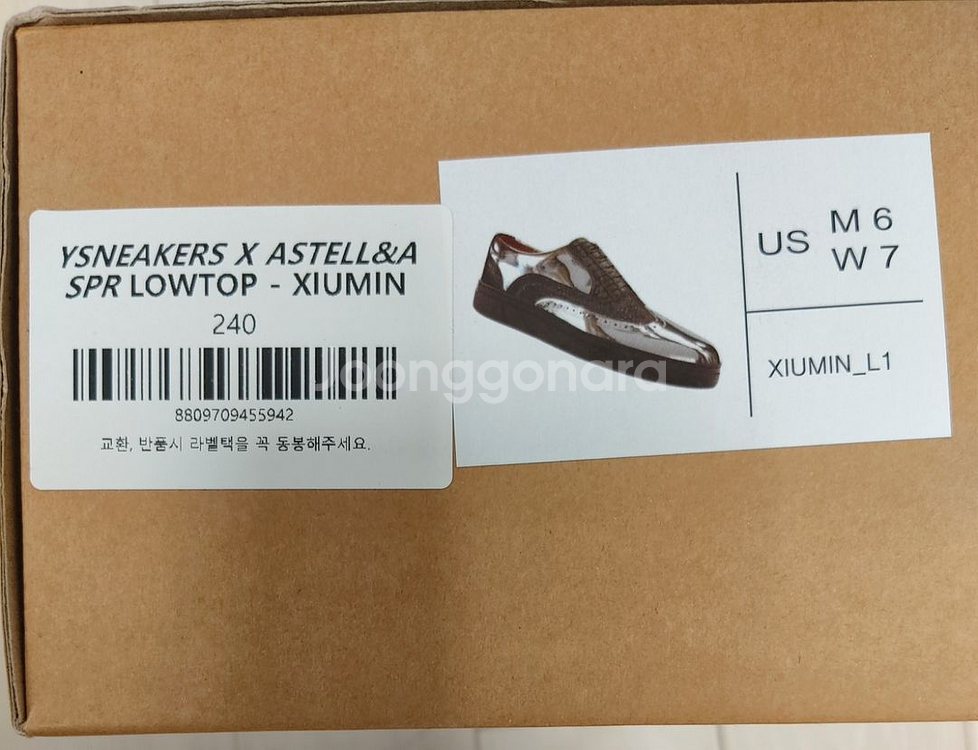 YSNEAKERS X ASTELL&A
SPR LOWTOP - XIUMIN
240
8809709455942
교환, 반품시 라벨택을 꼭 동봉해주세요.
US
M 6
W 7
XIUMIN_L1
Joonggonara